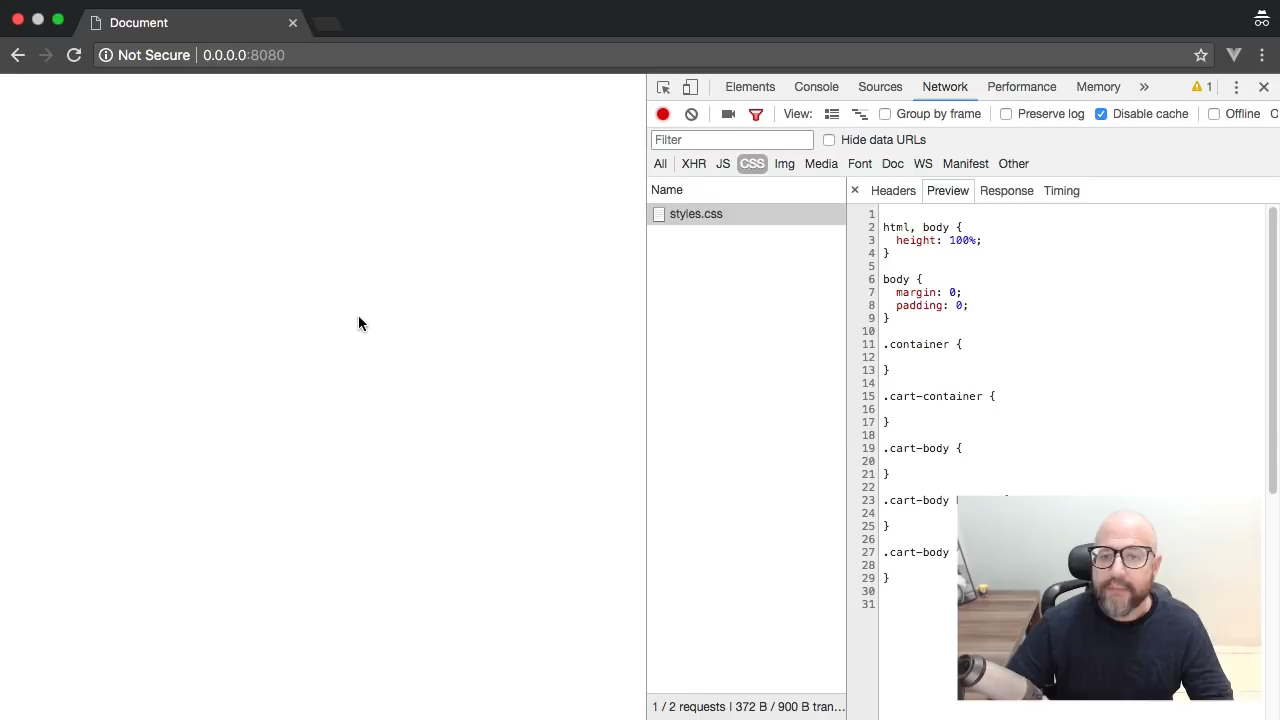 Document
Not Secure 0.0.0.0:8080
Elements Console Sources Network Performance Memory 1
View: Group by frame Preserve log Disable cache Offline
Filter Hide data URLs
All XHR JS CSS Img Media Font Doc WS Manifest Other
Name Headers Preview Response Timing
styles.css
1
2 html, body {
3 height: 100%;
4 }
5
6 body {
7 margin: 0;
8 padding: 0;
9 }
10
11 .container {
12
13 }
14
15 .cart-container {
16
17 }
18
19 .cart-body {
20
21 }
22
23 .cart-body
24
25 }
26
27 .cart-body
28
29 }
30
31
1 / 2 requests | 372 B / 900 B tran...